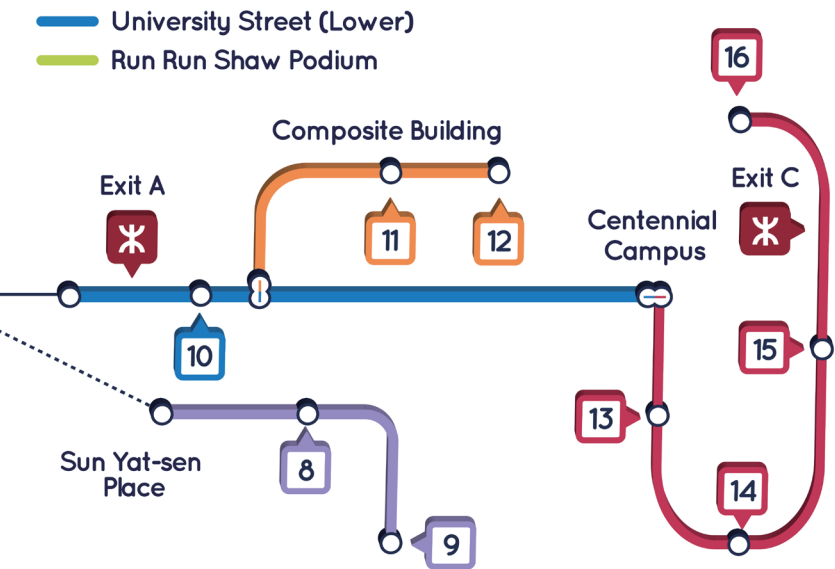 University Street (Lower)
Run Run Shaw Podium
16
Composite Building
Exit A
Exit C
11
12
Centennial
Campus
10
15
13
Sun Yat-sen
Place
8
14
9